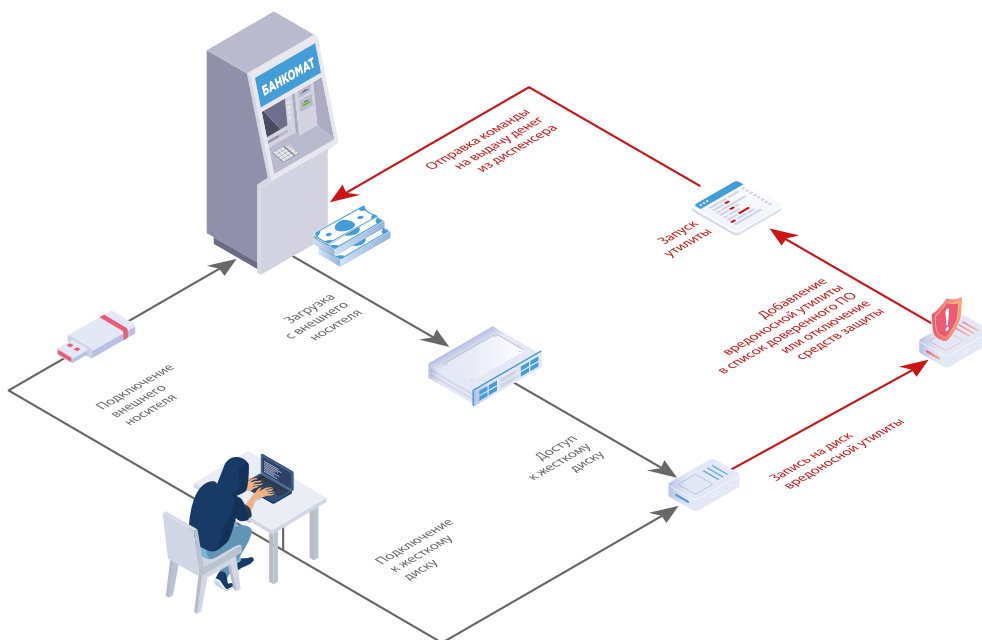 БАНКОМАТ
Отправка команды
на выдачу денег
из диспенсера
Запуск
утилиты
Загрузка
с внешнего
носителя
Добавление
вредоносной утилиты
в список доверенного ПО
или отключение
средств защиты
Подключение
внешнего
носителя
Доступ
к жесткому
диску
Запись на диск
вредоносной утилиты
Подключение
к жесткому
диску